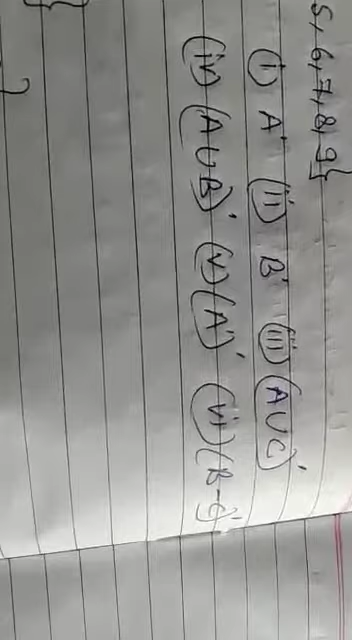 5, 6, 7, 8, 9}
(i) A' (ii) B' (iii) (A∪C)'
(iv) (A∪B)' (v) (A')' (vi) (B-C)'
}